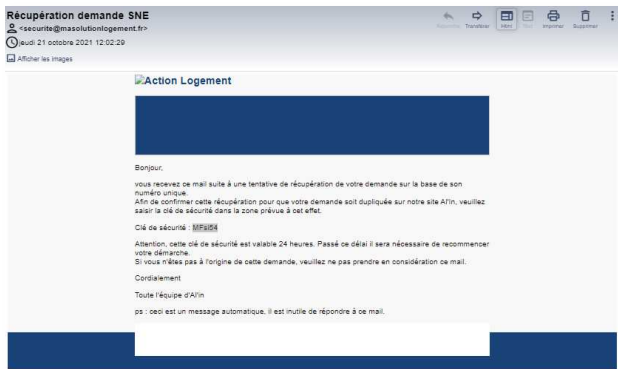 Récupération demande SNE
<securite@masolutionlogement.fr>
jeudi 21 octobre 2021 12:02:29
Transférer Html Imprimer Supprimer
Afficher les images
Action Logement
Bonjour,
vous recevez ce mail suite à une tentative de récupération de votre demande sur la base de son
numéro unique.
Afin de confirmer cette récupération pour que votre demande soit dupliquée sur notre site Al'in, veuillez
saisir la clé de sécurité dans la zone prévue à cet effet.
Clé de sécurité : MFsi54
Attention, cette clé de sécurité est valable 24 heures. Passé ce délai il sera nécessaire de recommencer
votre démarche.
Si vous n'êtes pas à l'origine de cette demande, veuillez ne pas prendre en considération ce mail.
Cordialement
Toute l'équipe d'Al'in
ps : ceci est un message automatique, il est inutile de répondre à ce mail.